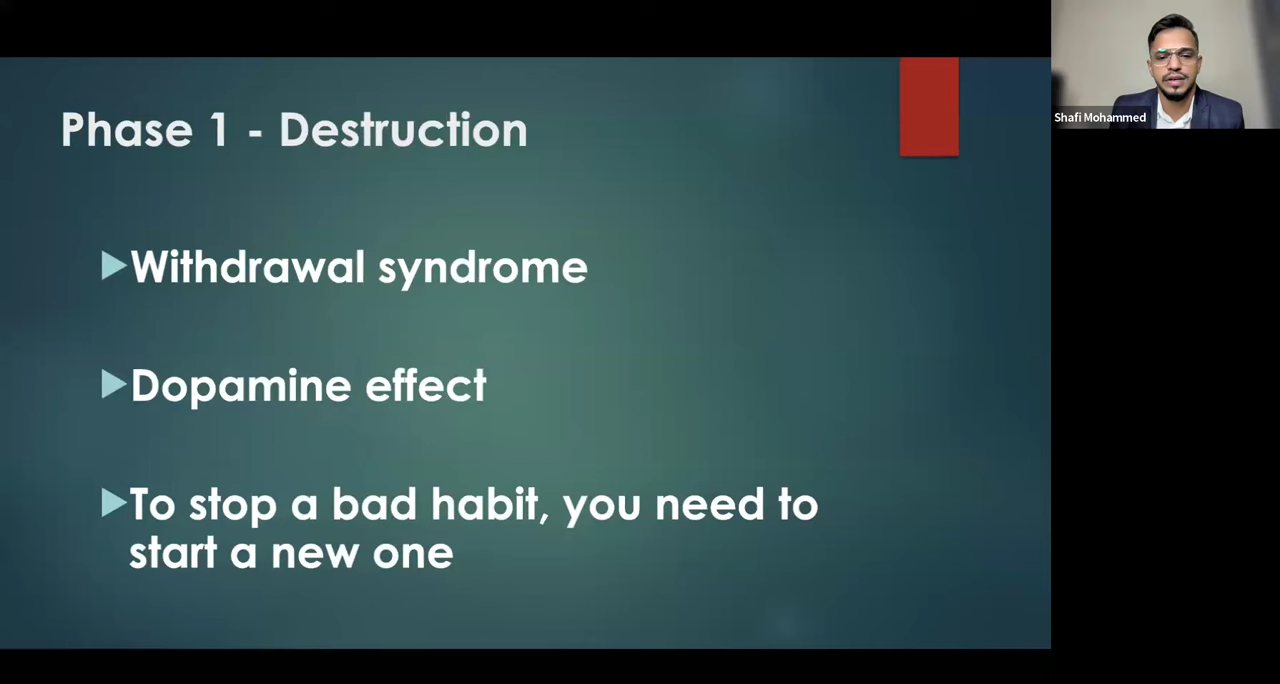 Phase 1 - Destruction
Withdrawal syndrome
Dopamine effect
To stop a bad habit, you need to
start a new one
Shafi Mohammed